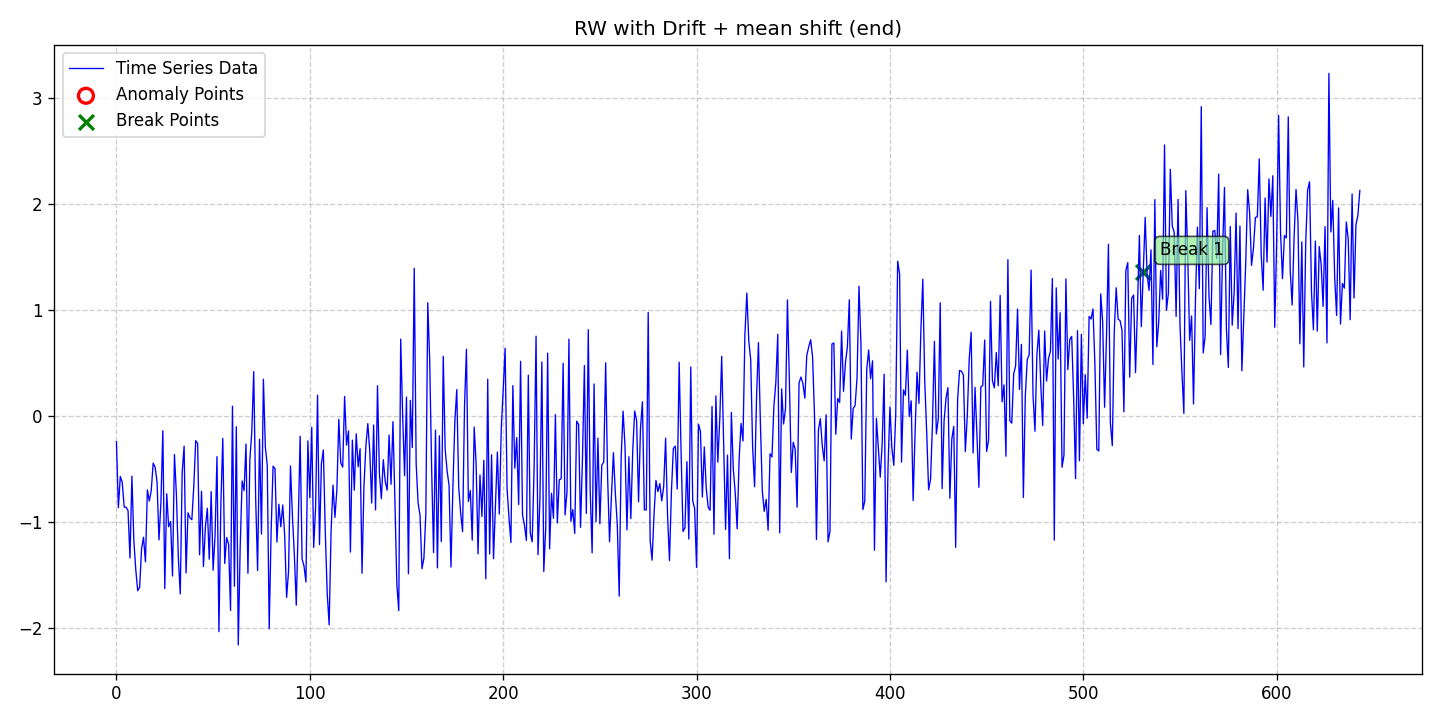 RW with Drift + mean shift (end)
Time Series Data
Anomaly Points
Break Points
Break 1
3
2
1
0
−1
−2
0 100 200 300 400 500 600